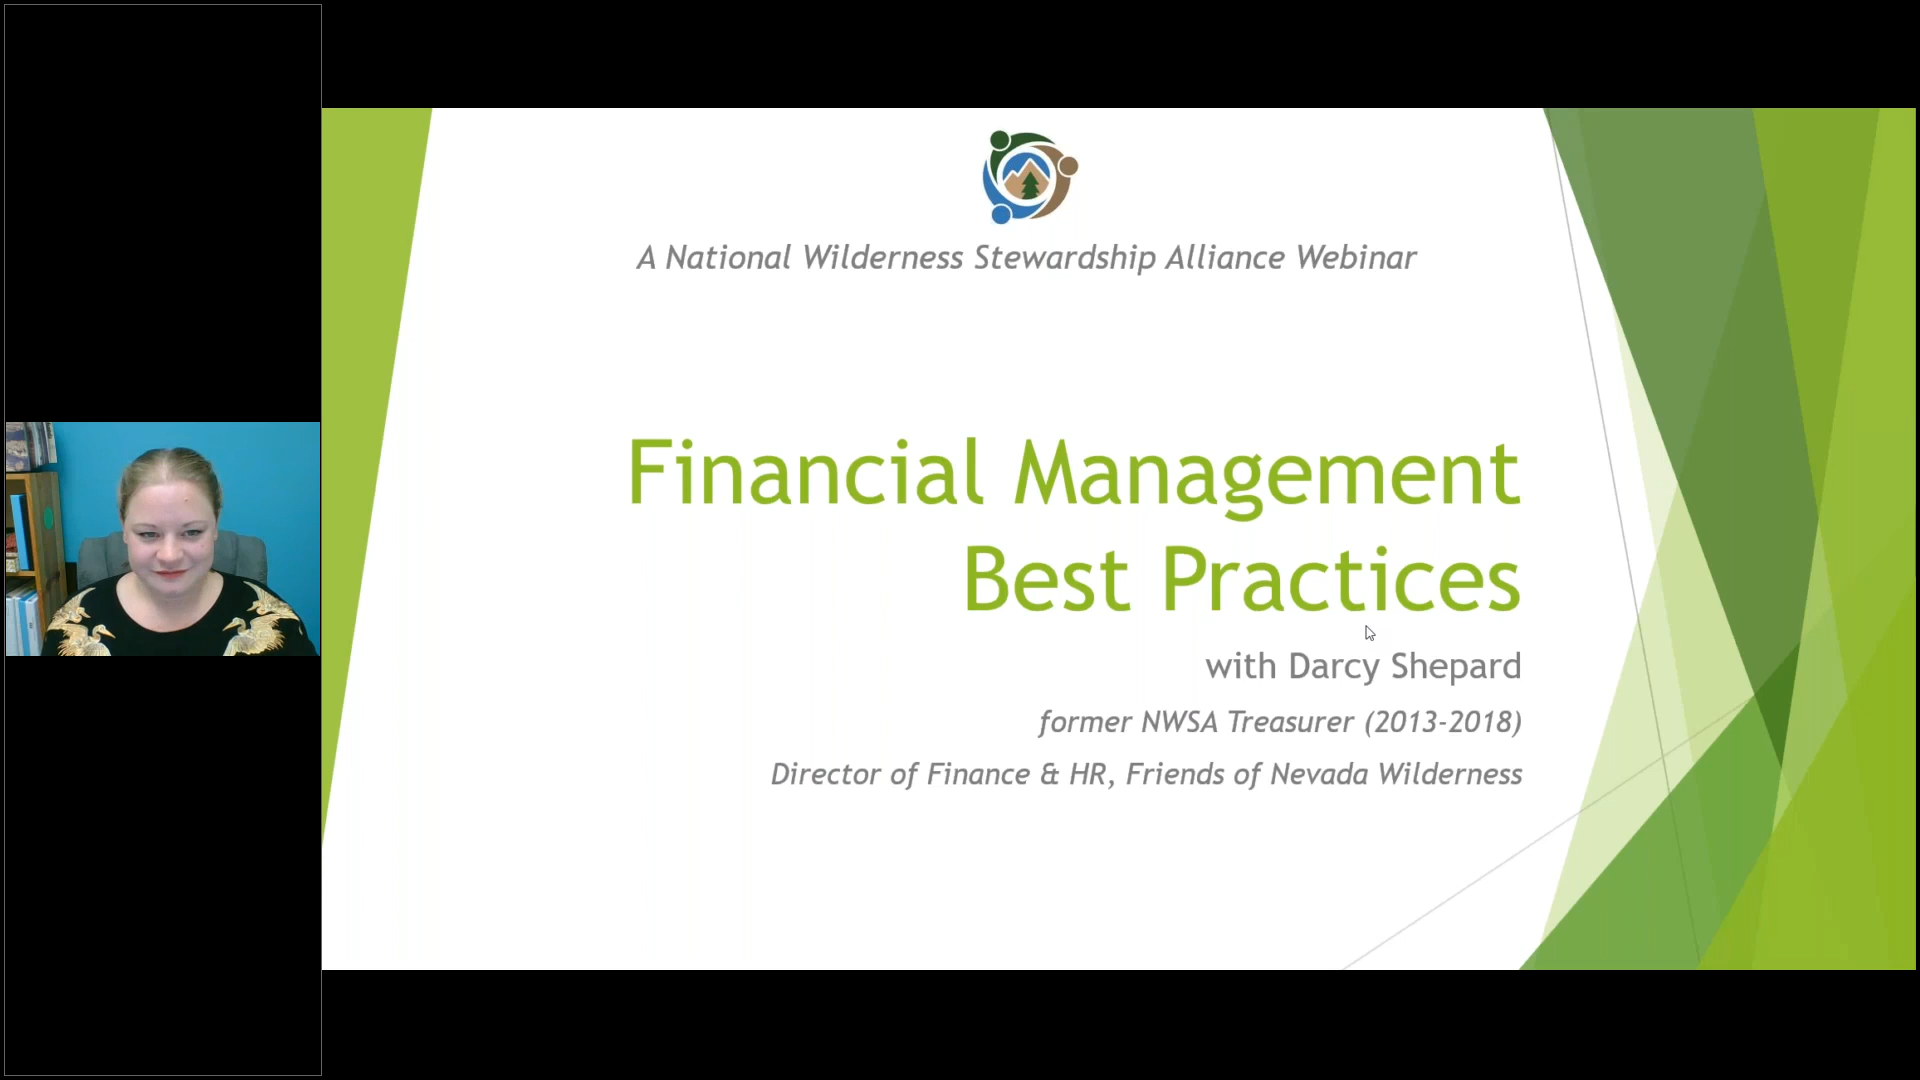 A National Wilderness Stewardship Alliance Webinar
Financial Management
Best Practices
with Darcy Shepard
former NWSA Treasurer (2013-2018)
Director of Finance & HR, Friends of Nevada Wilderness